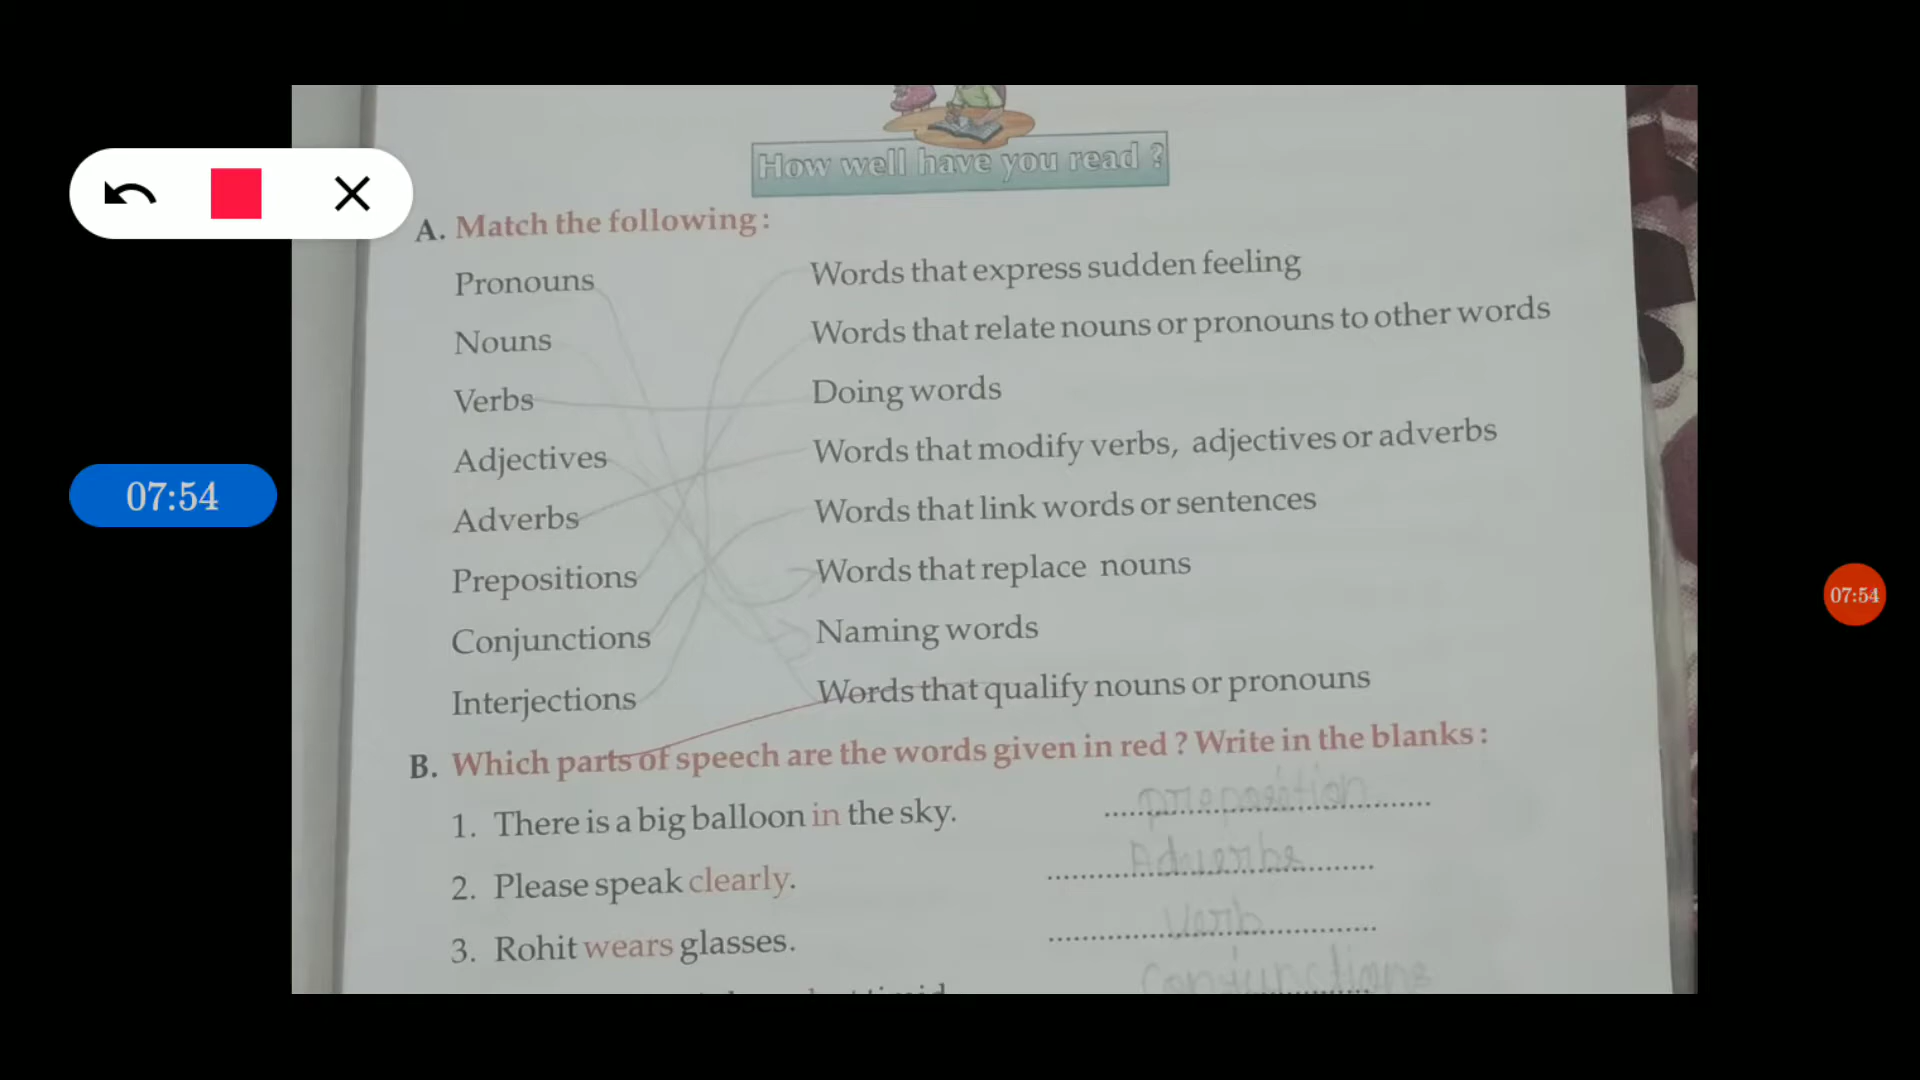 How well have you read ?
A. Match the following :
Pronouns Words that express sudden feeling
Nouns Words that relate nouns or pronouns to other words
Verbs Doing words
Adjectives Words that modify verbs, adjectives or adverbs
Adverbs Words that link words or sentences
Prepositions Words that replace nouns
Conjunctions Naming words
Interjections Words that qualify nouns or pronouns
B. Which parts of speech are the words given in red ? Write in the blanks :
1. There is a big balloon in the sky. preposition
2. Please speak clearly. Adverbs
3. Rohit wears glasses. Verb
timid Conjunctions
07:54
07:54